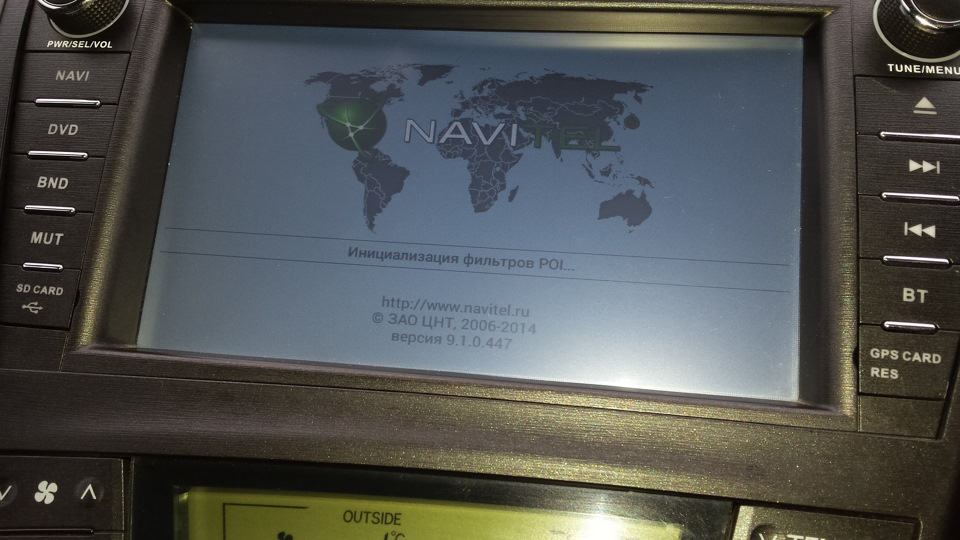 PWR/SEL/VOL
NAVI
DVD
BND
MUT
SD CARD
NAVITEL
Инициализация фильтров POI...
http://www.navitel.ru
© ЗАО ЦНТ, 2006-2014
версия 9.1.0.447
TUNE/MENU
BT
GPS CARD
RES
OUTSIDE
°C